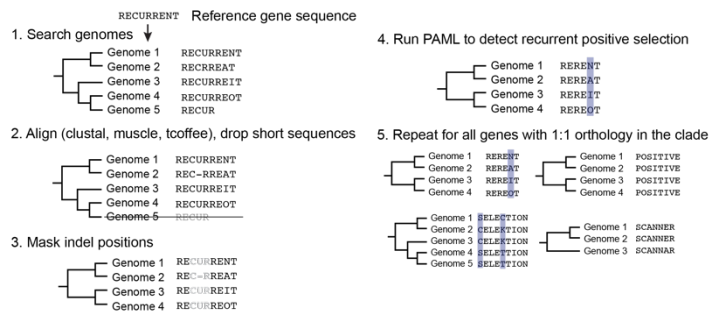 RECURRENT Reference gene sequence
1. Search genomes
Genome 1 RECURRENT
Genome 2 RECRREAT
Genome 3 RECURREIT
Genome 4 RECURREOT
Genome 5 RECUR
2. Align (clustal, muscle, tcoffee), drop short sequences
Genome 1 RECURRENT
Genome 2 REC-RREAT
Genome 3 RECURREIT
Genome 4 RECURREOT
Genome 5 RECUR
3. Mask indel positions
Genome 1 RECURRENT
Genome 2 REC-RREAT
Genome 3 RECURREIT
Genome 4 RECURREOT
4. Run PAML to detect recurrent positive selection
Genome 1 RERENT
Genome 2 REREAT
Genome 3 REREIT
Genome 4 REREOT
5. Repeat for all genes with 1:1 orthology in the clade
Genome 1 RERENT
Genome 2 REREAT
Genome 3 REREIT
Genome 4 REREOT
Genome 1 POSITIVE
Genome 2 POSITIVE
Genome 3 POSITIVE
Genome 4 POSITIVE
Genome 1 SELECTION
Genome 2 CELEKTION
Genome 3 CELEKTION
Genome 4 SELETTION
Genome 5 SELETTION
Genome 1 SCANNER
Genome 2 SCANNER
Genome 3 SCANNAR